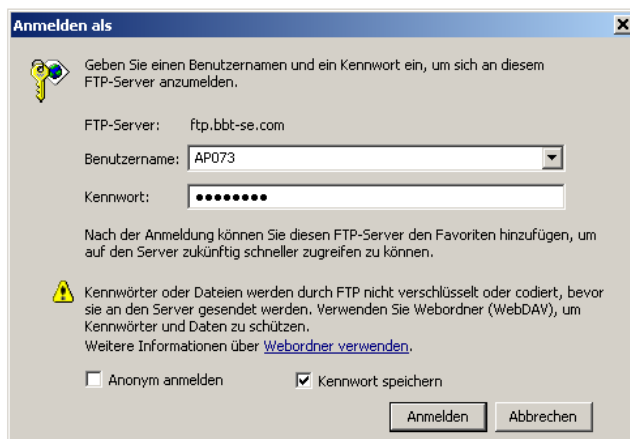 Anmelden als
Geben Sie einen Benutzernamen und ein Kennwort ein, um sich an diesem
FTP-Server anzumelden.
FTP-Server: ftp.bbt-se.com
Benutzername: AP073
Kennwort: ●●●●●●●●
Nach der Anmeldung können Sie diesen FTP-Server den Favoriten hinzufügen, um
auf den Server zukünftig schneller zugreifen zu können.
Kennwörter oder Dateien werden durch FTP nicht verschlüsselt oder codiert, bevor
sie an den Server gesendet werden. Verwenden Sie Webordner (WebDAV), um
Kennwörter und Daten zu schützen.
Weitere Informationen über Webordner verwenden.
Anonym anmelden Kennwort speichern
Anmelden Abbrechen